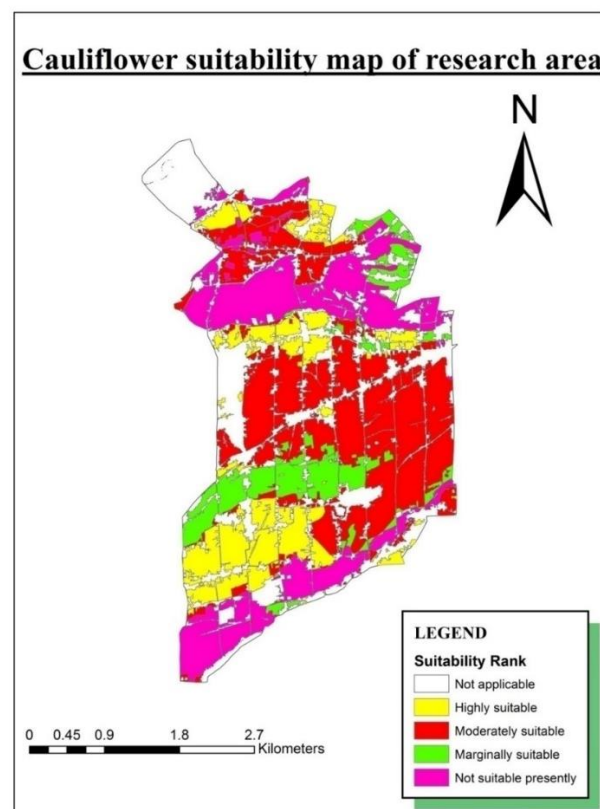 Cauliflower suitability map of research area
N
LEGEND
Suitability Rank
Not applicable
Highly suitable
Moderately suitable
Marginally suitable
Not suitable presently
0 0.45 0.9 1.8 2.7
Kilometers